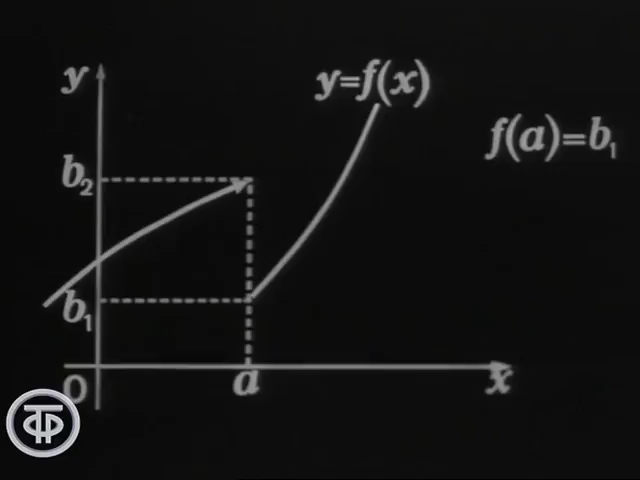 y
y=f(x)
f(a)=b₁
b₂
b₁
0
a
x